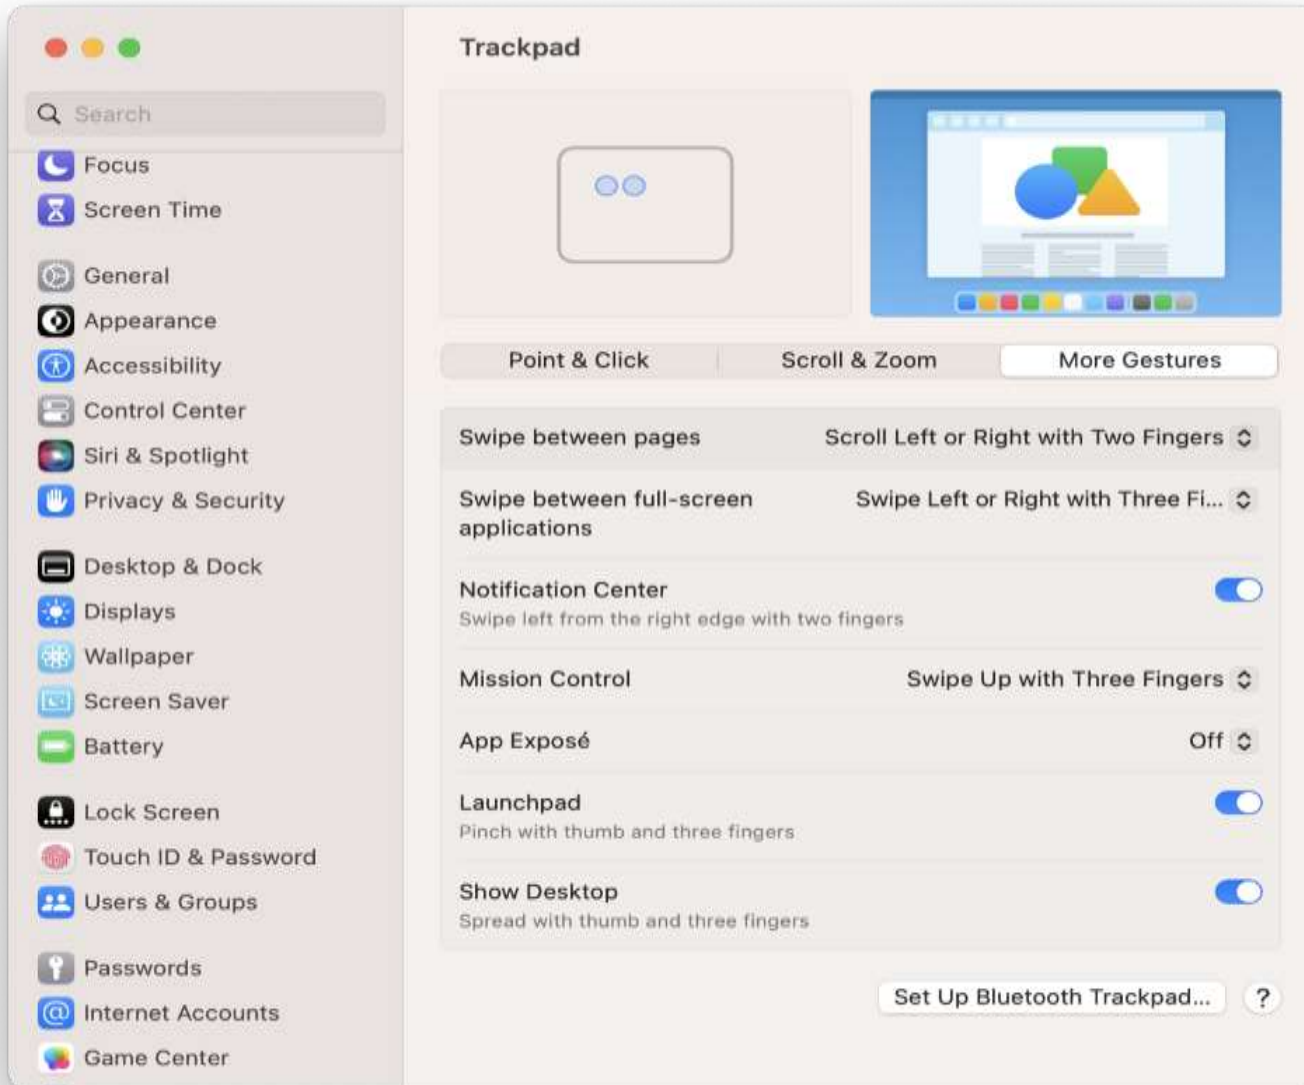 Search
Focus
Screen Time
General
Appearance
Accessibility
Control Center
Siri & Spotlight
Privacy & Security
Desktop & Dock
Displays
Wallpaper
Screen Saver
Battery
Lock Screen
Touch ID & Password
Users & Groups
Passwords
Internet Accounts
Game Center
Trackpad
Point & Click
Scroll & Zoom
More Gestures
Swipe between pages
Scroll Left or Right with Two Fingers
Swipe between full-screen
applications
Swipe Left or Right with Three Fi...
Notification Center
Swipe left from the right edge with two fingers
Mission Control
Swipe Up with Three Fingers
App Exposé
Off
Launchpad
Pinch with thumb and three fingers
Show Desktop
Spread with thumb and three fingers
Set Up Bluetooth Trackpad...
?